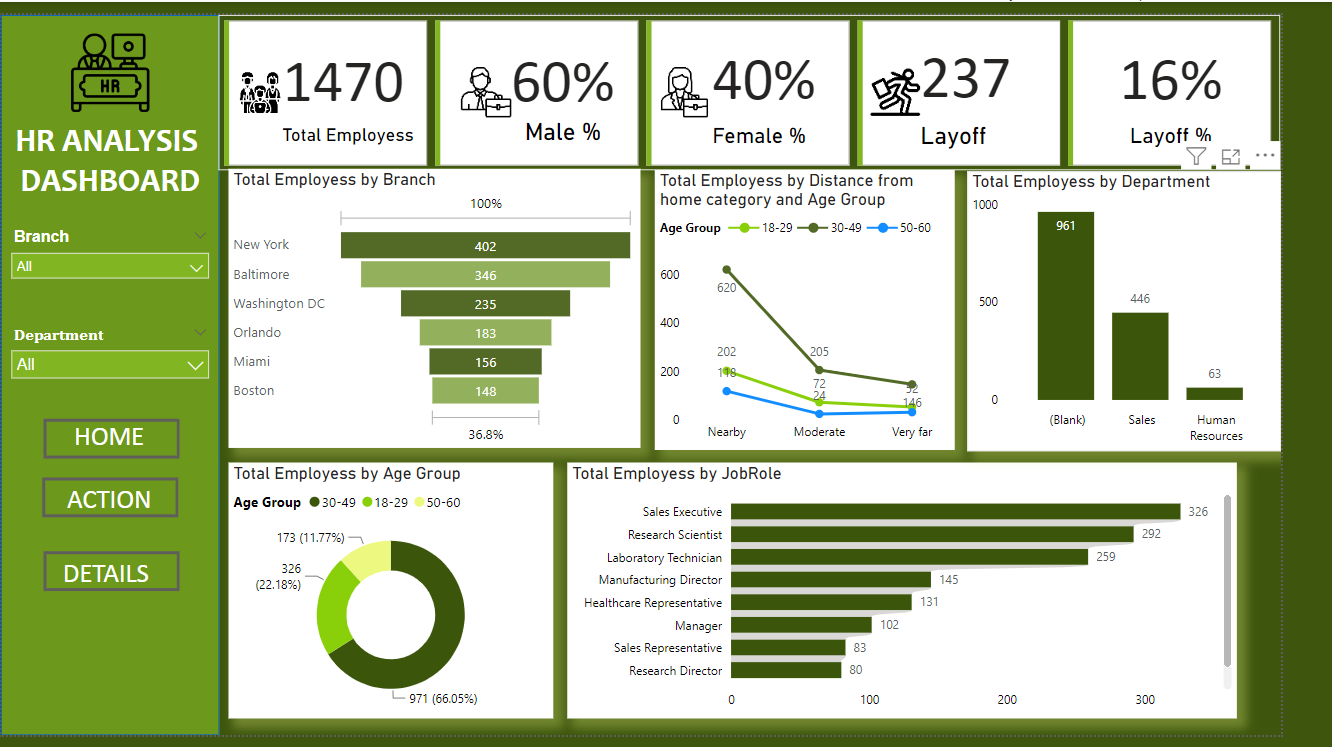 HR
HR ANALYSIS
DASHBOARD
Branch
All
Department
All
HOME
ACTION
DETAILS
1470
Total Employess
60%
Male %
40%
Female %
237
Layoff
16%
Layoff %
Total Employess by Branch
100%
New York 402
Baltimore 346
Washington DC 235
Orlando 183
Miami 156
Boston 148
36.8%
Total Employess by Distance from
home category and Age Group
Age Group 18-29 30-49 50-60
600
400
200
0
620
202
118
205
72
24
52
146
Nearby Moderate Very far
Total Employess by Department
1000
500
0
961
446
63
(Blank) Sales Human
Resources
Total Employess by Age Group
Age Group 30-49 18-29 50-60
173 (11.77%)
326
(22.18%)
971 (66.05%)
Total Employess by JobRole
Sales Executive 326
Research Scientist 292
Laboratory Technician 259
Manufacturing Director 145
Healthcare Representative 131
Manager 102
Sales Representative 83
Research Director 80
0 100 200 300